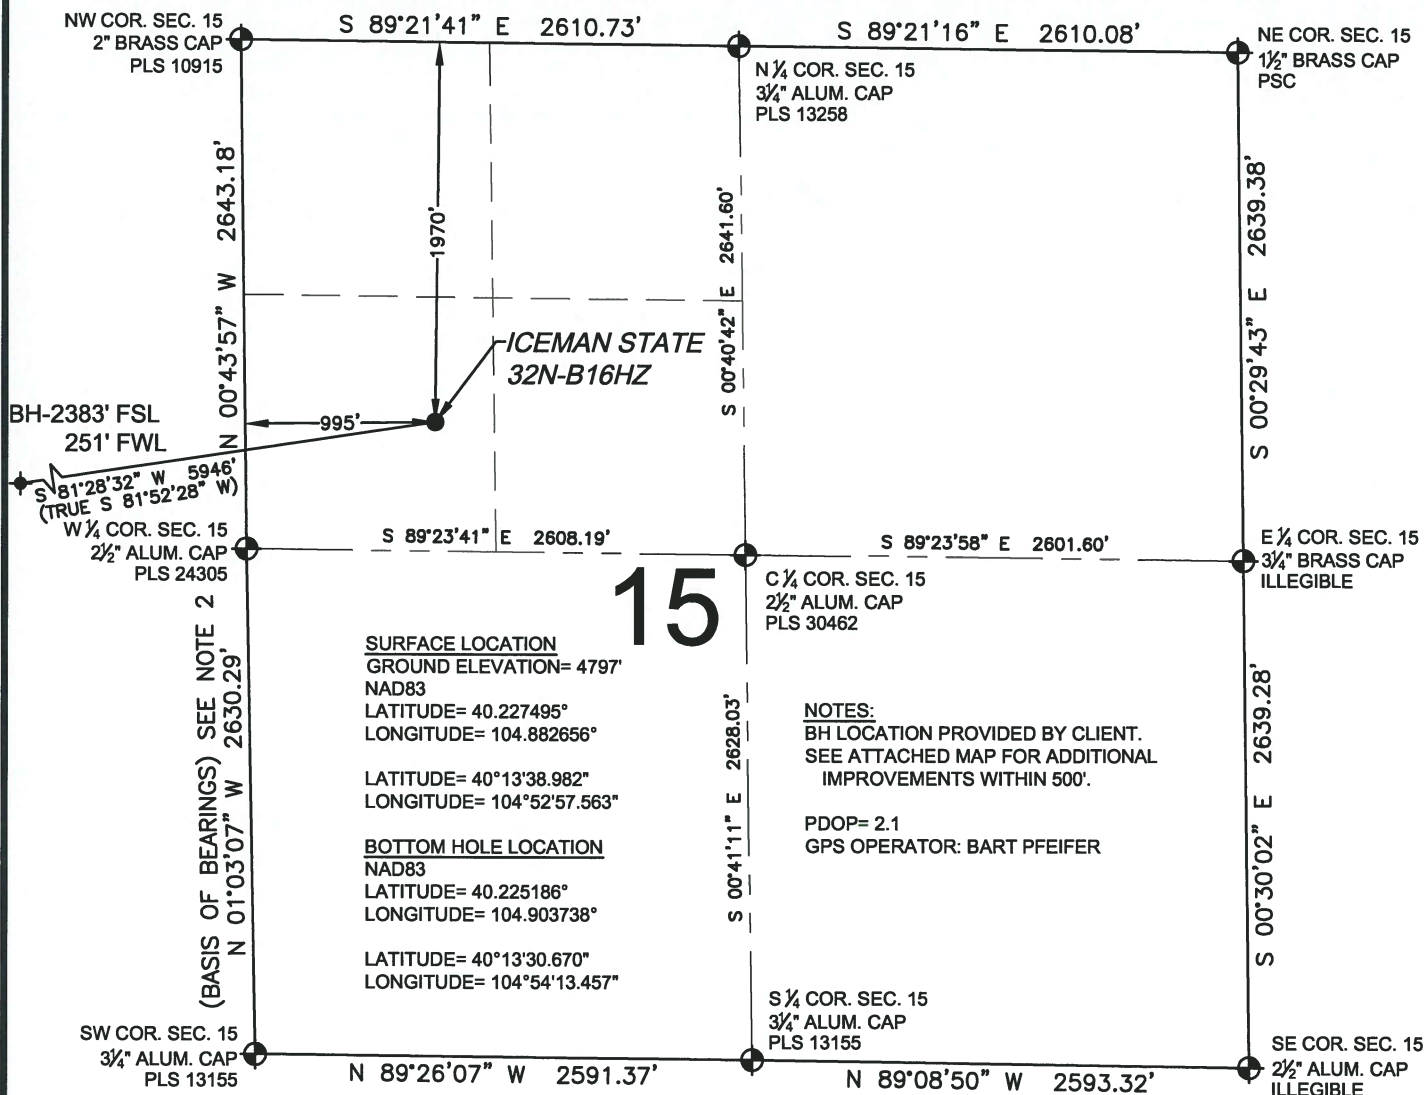 NW COR. SEC. 15
2" BRASS CAP
PLS 10915
S 89°21'41" E 2610.73'
S 89°21'16" E 2610.08'
NE COR. SEC. 15
1½" BRASS CAP
PSC
N ¼ COR. SEC. 15
3¼" ALUM. CAP
PLS 13258
N 00°43'57" W 2643.18'
1970'
S 00°40'42" E 2641.60'
S 00°29'43" E 2639.38'
ICEMAN STATE
32N-B16HZ
995'
BH-2383' FSL
251' FWL
S 81°28'32" W 5946'
(TRUE S 81°52'28" W)
W ¼ COR. SEC. 15
2½" ALUM. CAP
PLS 24305
S 89°23'41" E 2608.19'
S 89°23'58" E 2601.60'
E ¼ COR. SEC. 15
3¼" BRASS CAP
ILLEGIBLE
15
C ¼ COR. SEC. 15
2½" ALUM. CAP
PLS 30462
(BASIS OF BEARINGS) SEE NOTE 2
N 01°03'07" W 2630.29'
SURFACE LOCATION
GROUND ELEVATION= 4797'
NAD83
LATITUDE= 40.227495°
LONGITUDE= 104.882656°
LATITUDE= 40°13'38.982"
LONGITUDE= 104°52'57.563"
BOTTOM HOLE LOCATION
NAD83
LATITUDE= 40.225186°
LONGITUDE= 104.903738°
LATITUDE= 40°13'30.670"
LONGITUDE= 104°54'13.457"
S 00°41'11" E 2628.03'
NOTES:
BH LOCATION PROVIDED BY CLIENT.
SEE ATTACHED MAP FOR ADDITIONAL
IMPROVEMENTS WITHIN 500'.
PDOP= 2.1
GPS OPERATOR: BART PFEIFER
S 00°30'02" E 2639.28'
SW COR. SEC. 15
3¼" ALUM. CAP
PLS 13155
N 89°26'07" W 2591.37'
S ¼ COR. SEC. 15
3¼" ALUM. CAP
PLS 13155
N 89°08'50" W 2593.32'
SE COR. SEC. 15
2½" ALUM. CAP
ILLEGIBLE